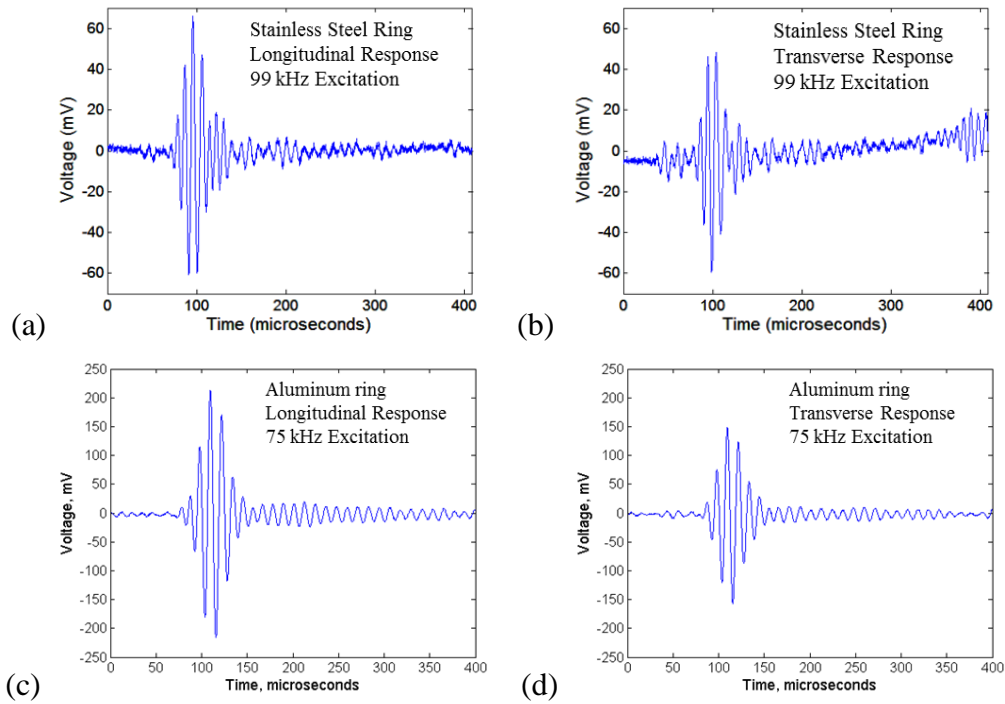 Stainless Steel Ring
Longitudinal Response
99 kHz Excitation
Voltage (mV)
60
40
20
0
-20
-40
-60
0 100 200 300 400
Time (microseconds)
(a)
Stainless Steel Ring
Transverse Response
99 kHz Excitation
Voltage (mV)
60
40
20
0
-20
-40
-60
0 100 200 300 400
Time (microseconds)
(b)
Aluminum ring
Longitudinal Response
75 kHz Excitation
Voltage, mV
250
200
150
100
50
0
-50
-100
-150
-200
-250
0 50 100 150 200 250 300 350 400
Time, microseconds
(c)
Aluminum ring
Transverse Response
75 kHz Excitation
Voltage, mV
250
200
150
100
50
0
-50
-100
-150
-200
-250
0 50 100 150 200 250 300 350 400
Time, microseconds
(d)